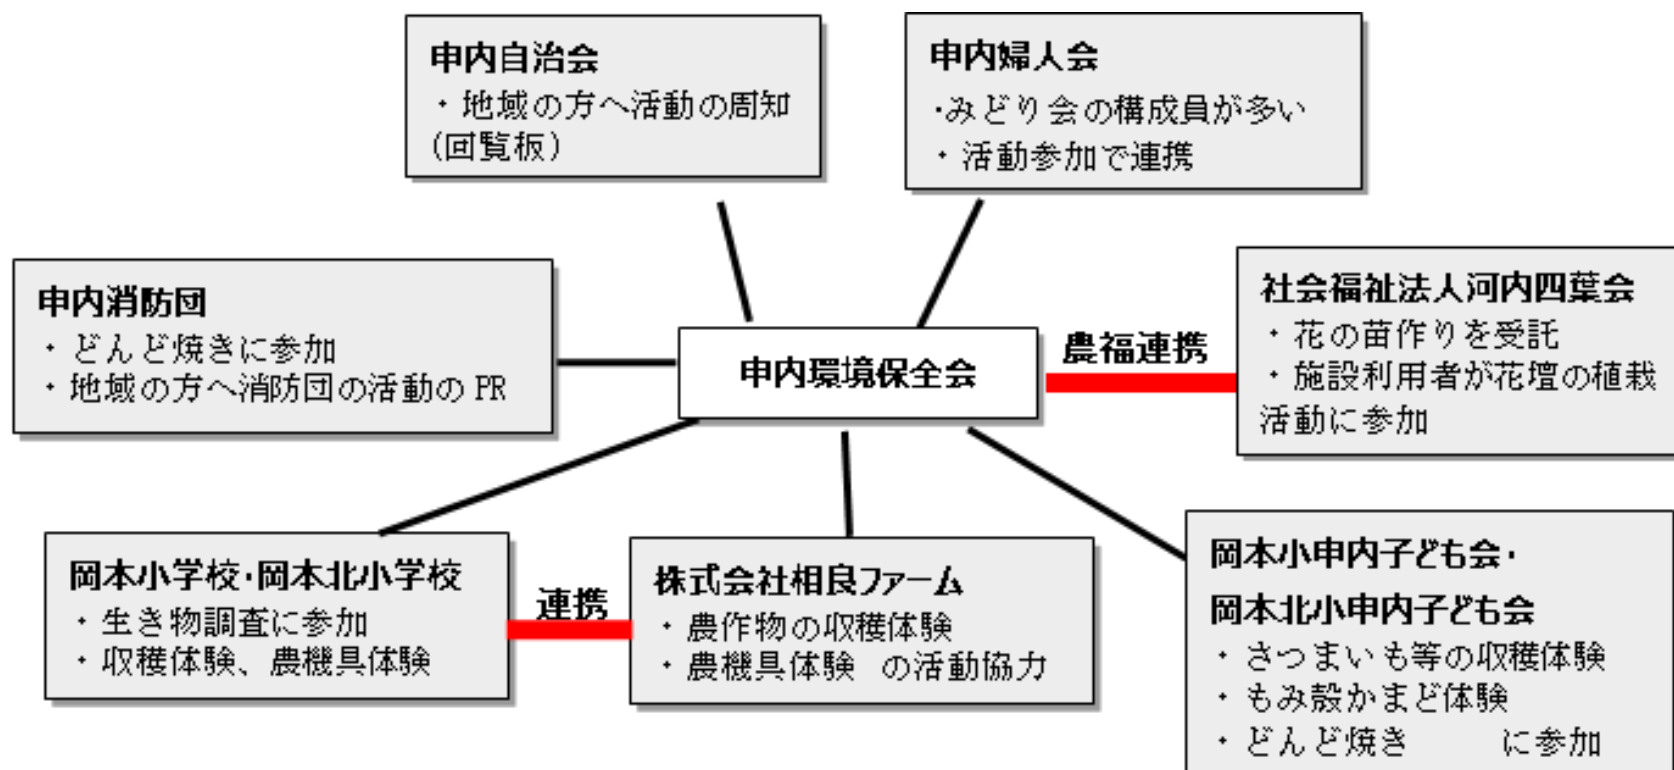 申内自治会
・地域の方へ活動の周知
(回覧板)
申内婦人会
・みどり会の構成員が多い
・活動参加で連携
申内消防団
・どんど焼きに参加
・地域の方へ消防団の活動のPR
申内環境保全会
農福連携
社会福祉法人河内四葉会
・花の苗作りを受託
・施設利用者が花壇の植栽
活動に参加
岡本小学校・岡本北小学校
・生き物調査に参加
・収穫体験、農機具体験
連携
株式会社相良ファーム
・農作物の収穫体験
・農機具体験 の活動協力
岡本小申内子ども会・
岡本北小申内子ども会
・さつまいも等の収穫体験
・もみ殻かまど体験
・どんど焼き に参加